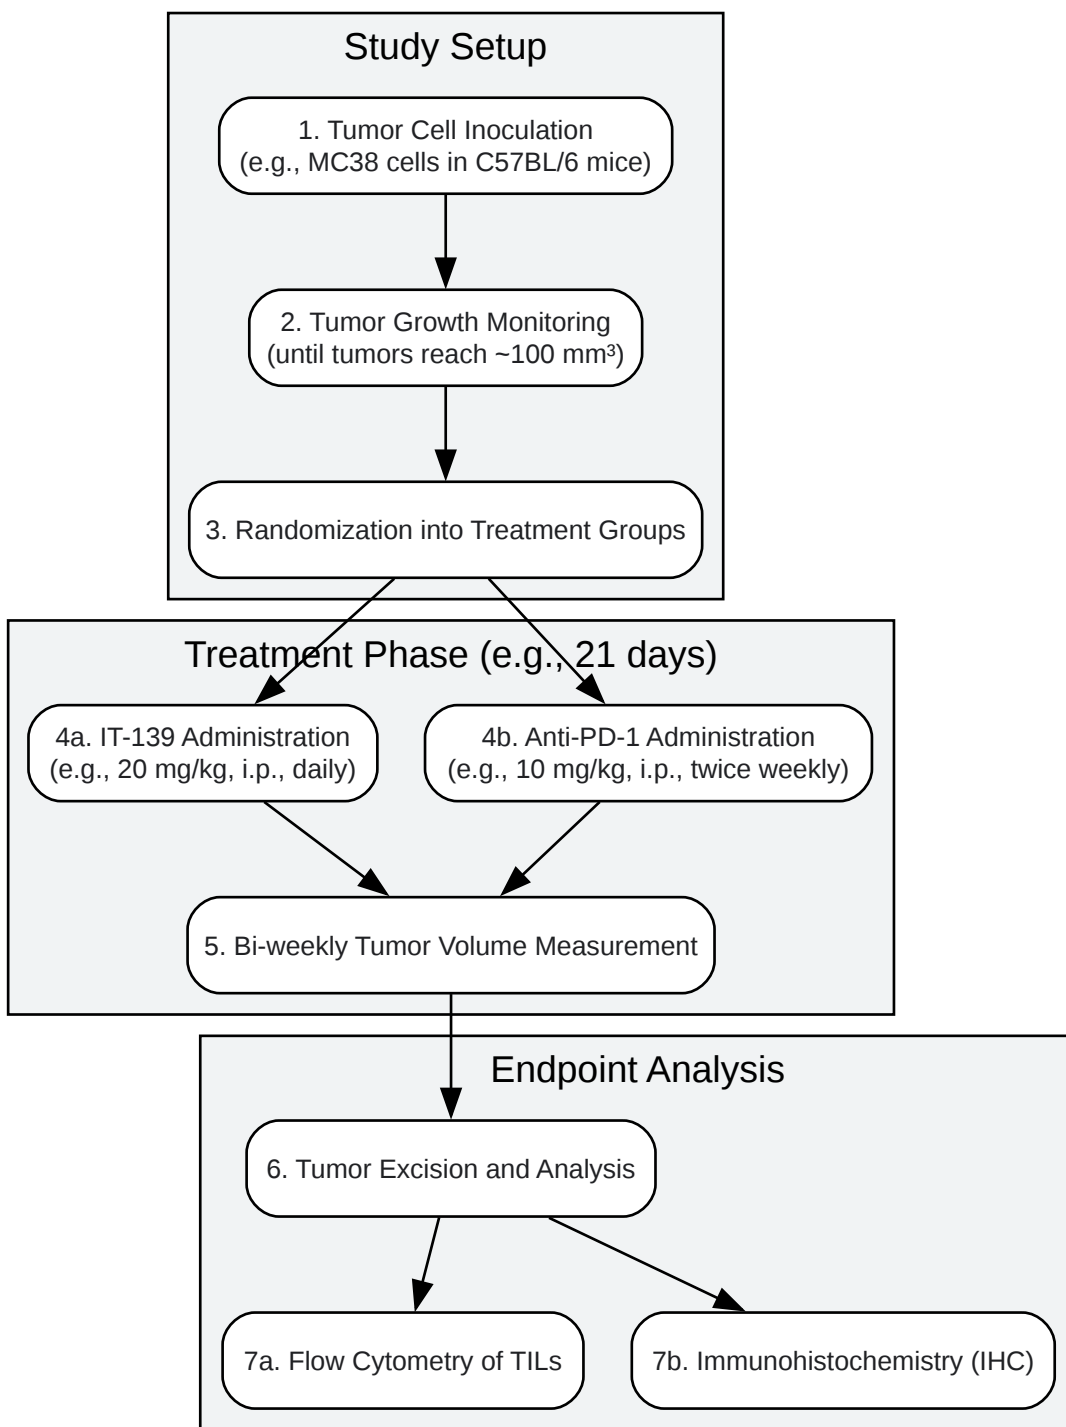 Study Setup
1. Tumor Cell Inoculation
(e.g., MC38 cells in C57BL/6 mice)
2. Tumor Growth Monitoring
(until tumors reach ~100 mm³)
3. Randomization into Treatment Groups
Treatment Phase (e.g., 21 days)
4a. IT-139 Administration
(e.g., 20 mg/kg, i.p., daily)
4b. Anti-PD-1 Administration
(e.g., 10 mg/kg, i.p., twice weekly)
5. Bi-weekly Tumor Volume Measurement
Endpoint Analysis
6. Tumor Excision and Analysis
7a. Flow Cytometry of TILs
7b. Immunohistochemistry (IHC)